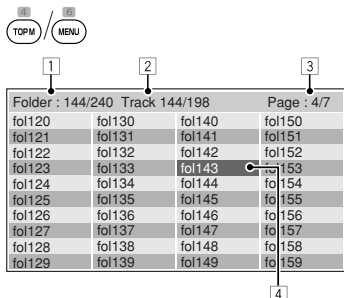 4 6
TOP M / MENU
1 2 3
Folder : 144/240 Track 144/198 Page : 4/7
fol120 fol130 fol140 fol150
fol121 fol131 fol141 fol151
fol122 fol132 fol142 fol152
fol123 fol133 fol143 fol153
fol124 fol134 fol144 fol154
fol125 fol135 fol145 fol155
fol126 fol136 fol146 fol156
fol127 fol137 fol147 fol157
fol128 fol138 fol148 fol158
fol129 fol139 fol149 fol159
4